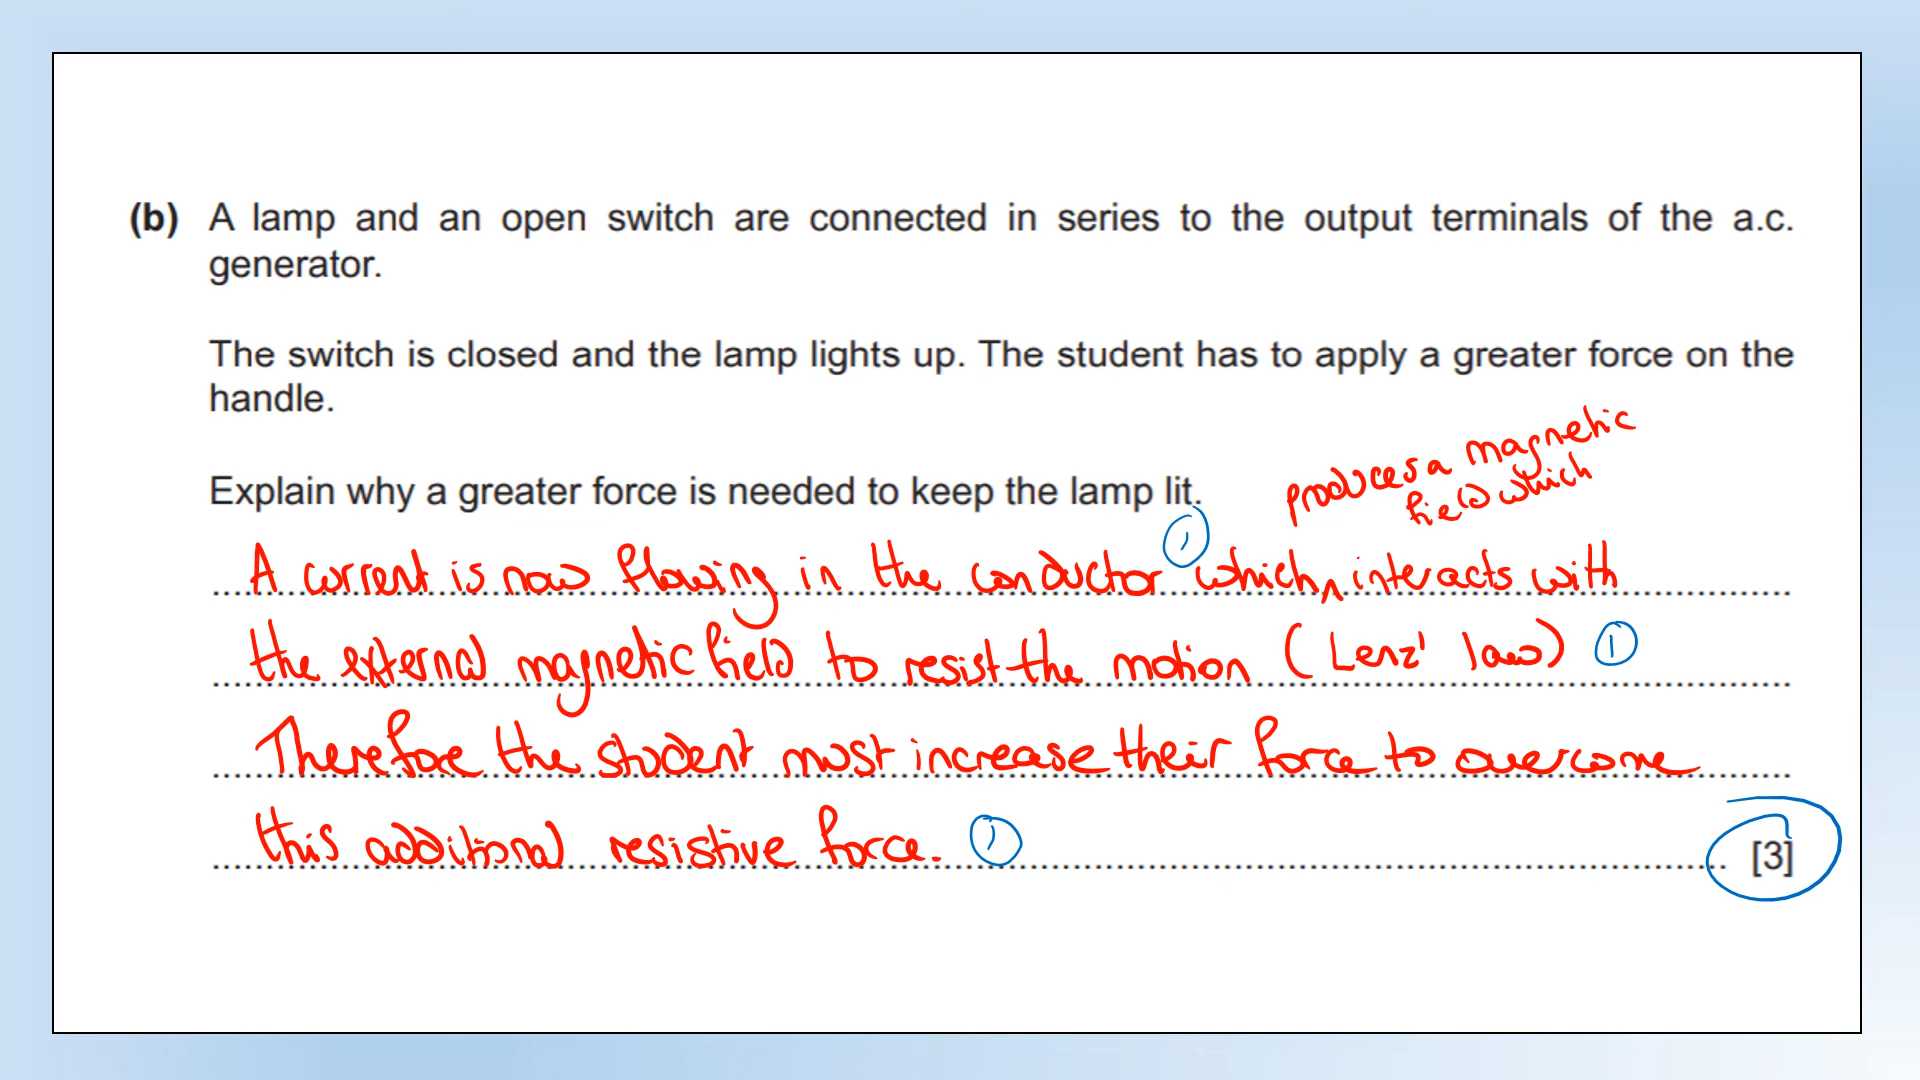 (b) A lamp and an open switch are connected in series to the output terminals of the a.c.
generator.
The switch is closed and the lamp lights up. The student has to apply a greater force on the
handle.
Explain why a greater force is needed to keep the lamp lit.
produces a magnetic
field which
A current is now flowing in the conductor 1 which ʌ interacts with
the external magnetic field to resist the motion (Lenz' law) 1
Therefore the student must increase their force to overcome
this additional resistive force. 1
[3]